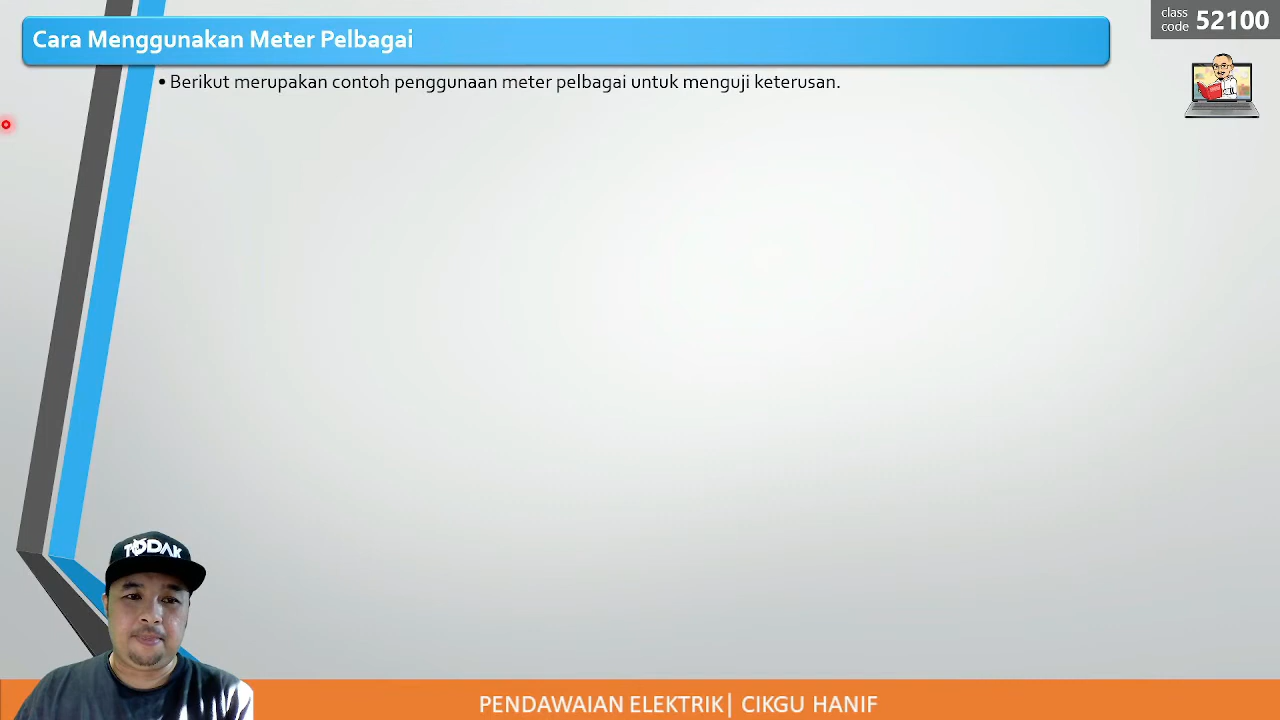 Cara Menggunakan Meter Pelbagai
class code 52100
• Berikut merupakan contoh penggunaan meter pelbagai untuk menguji keterusan.
TODAK
PENDAWAIAN ELEKTRIK| CIKGU HANIF